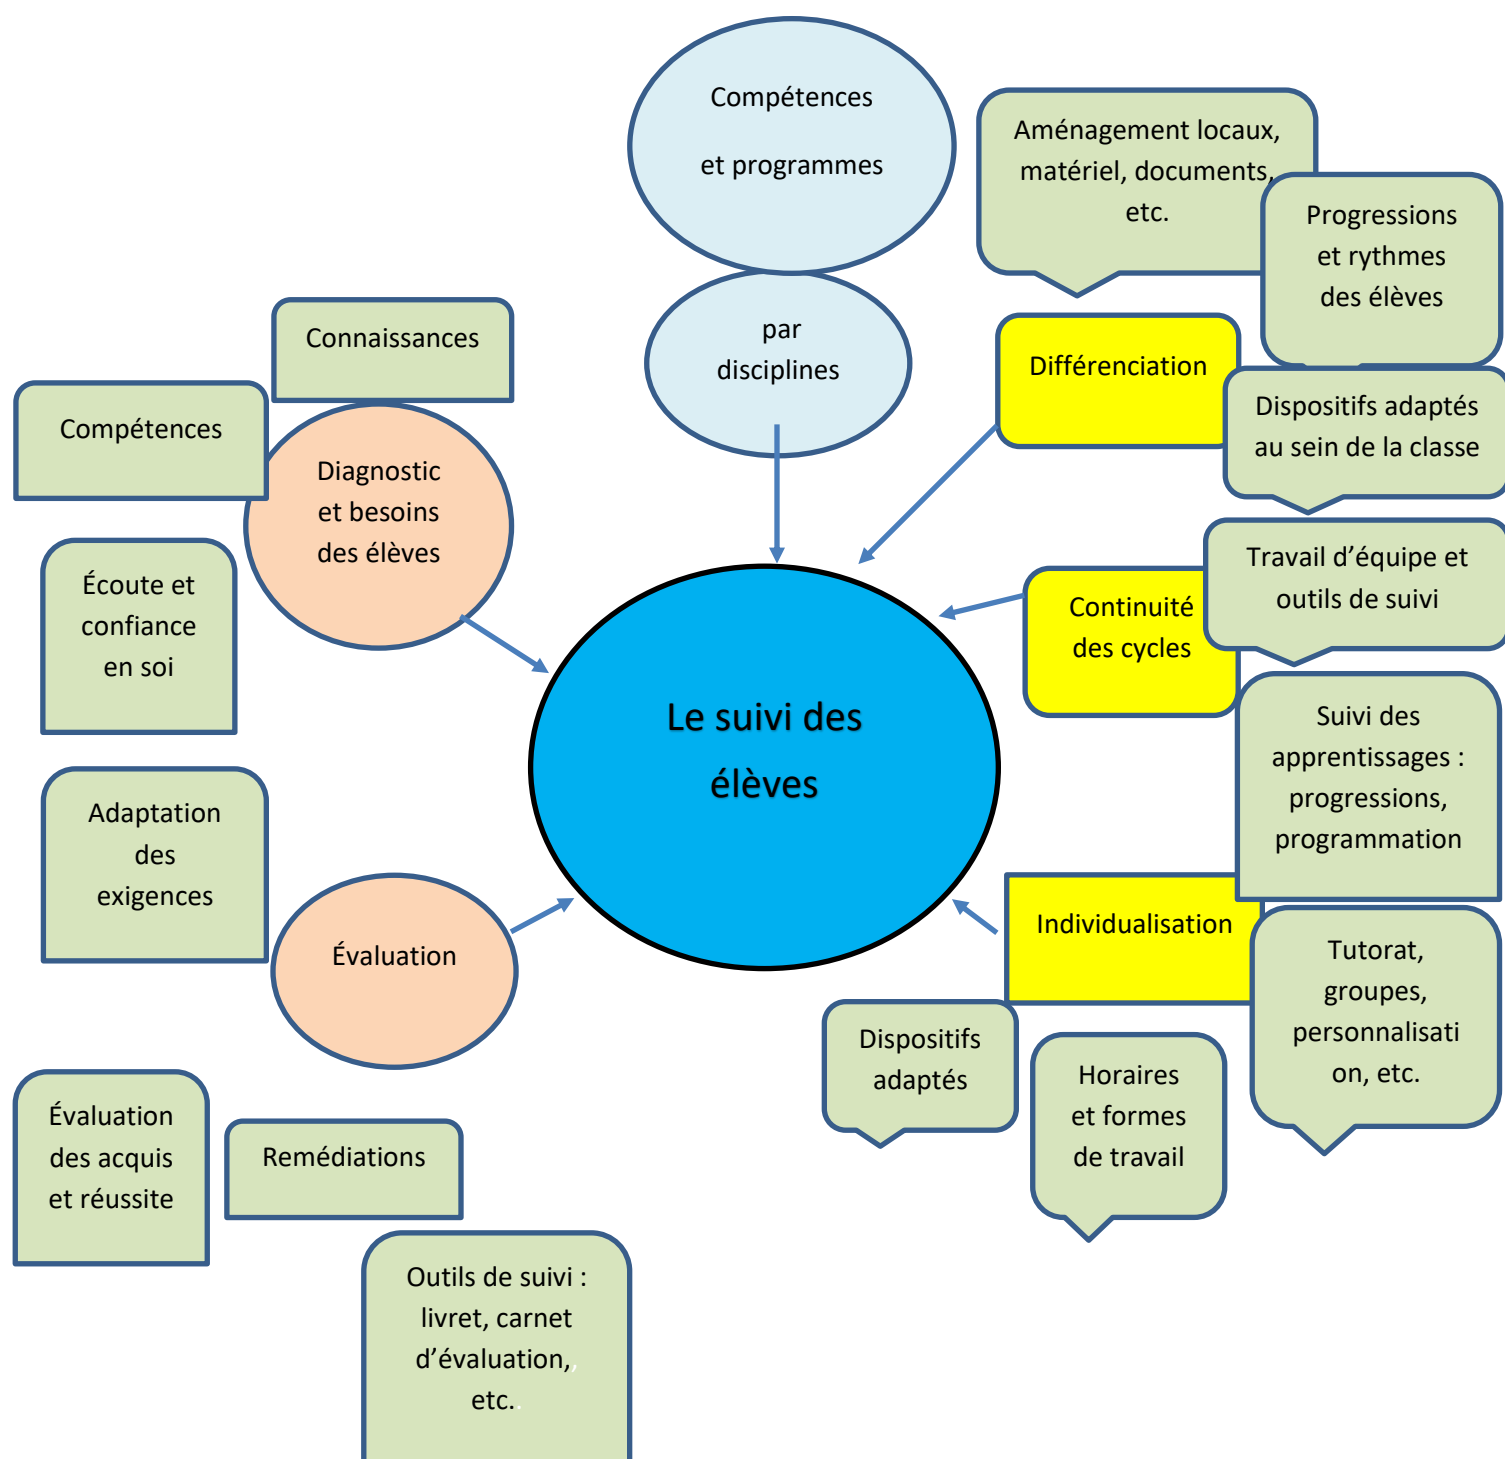 Compétences
et programmes
par
disciplines
Aménagement locaux,
matériel, documents,
etc.
Progressions
et rythmes
des élèves
Différenciation
Dispositifs adaptés
au sein de la classe
Connaissances
Compétences
Diagnostic
et besoins
des élèves
Écoute et
confiance
en soi
Travail d’équipe et
outils de suivi
Continuité
des cycles
Le suivi des
élèves
Suivi des
apprentissages :
progressions,
programmation
Adaptation
des
exigences
Évaluation
Individualisation
Tutorat,
groupes,
personnalisati
on, etc.
Dispositifs
adaptés
Horaires
et formes
de travail
Évaluation
des acquis
et réussite
Remédiations
Outils de suivi :
livret, carnet
d’évaluation,
etc.